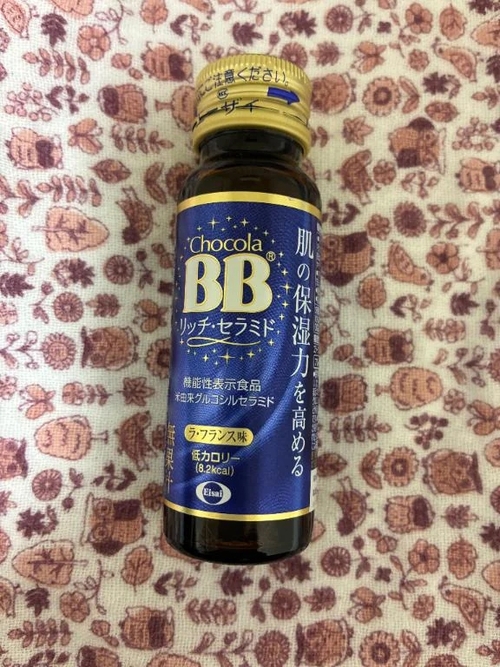 ご注意ください。
ーザイ
Chocola
BB®
リッチ・セラミド
肌の保湿力を高める
機能性表示食品
米由来グルコシルセラミド
ラ・フランス味
低カロリー
(8.2kcal)
Eisai
低果汁